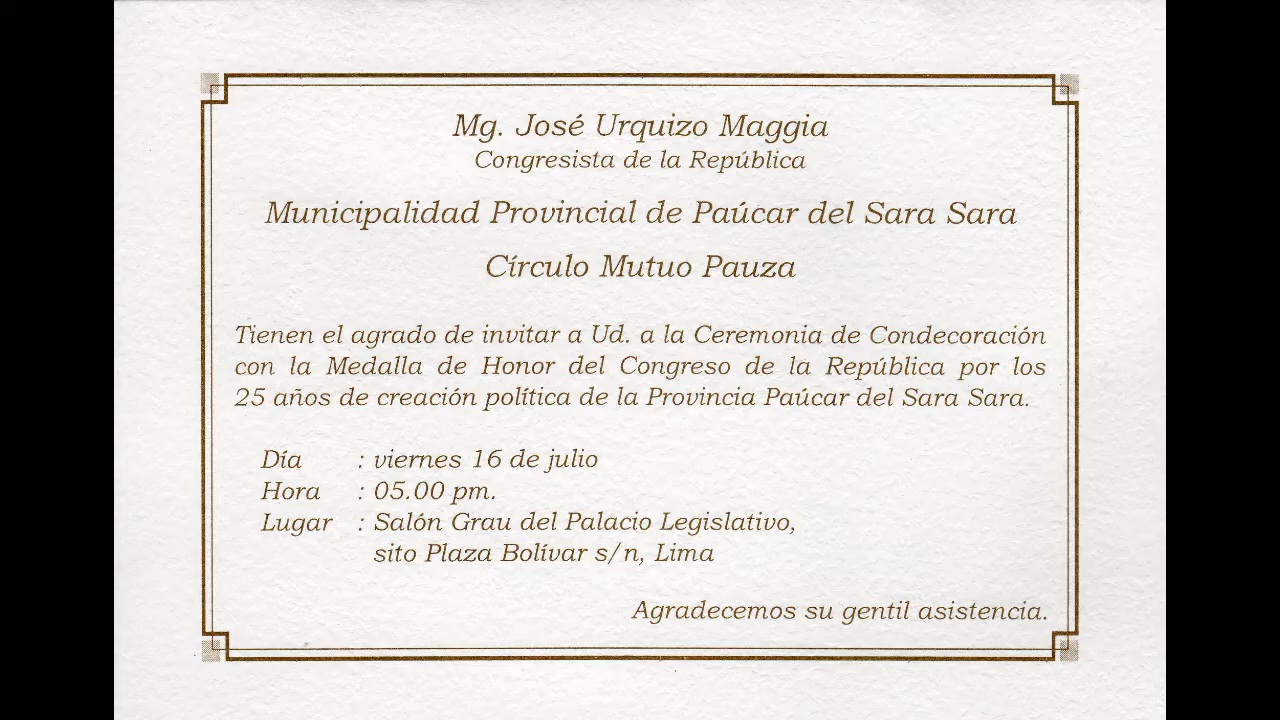 Mg. José Urquizo Maggia
Congresista de la República
Municipalidad Provincial de Paúcar del Sara Sara
Círculo Mutuo Pauza
Tienen el agrado de invitar a Ud. a la Ceremonia de Condecoración
con la Medalla de Honor del Congreso de la República por los
25 años de creación política de la Provincia Paúcar del Sara Sara.
Día : viernes 16 de julio
Hora : 05.00 pm.
Lugar : Salón Grau del Palacio Legislativo,
sito Plaza Bolívar s/n, Lima
Agradecemos su gentil asistencia.